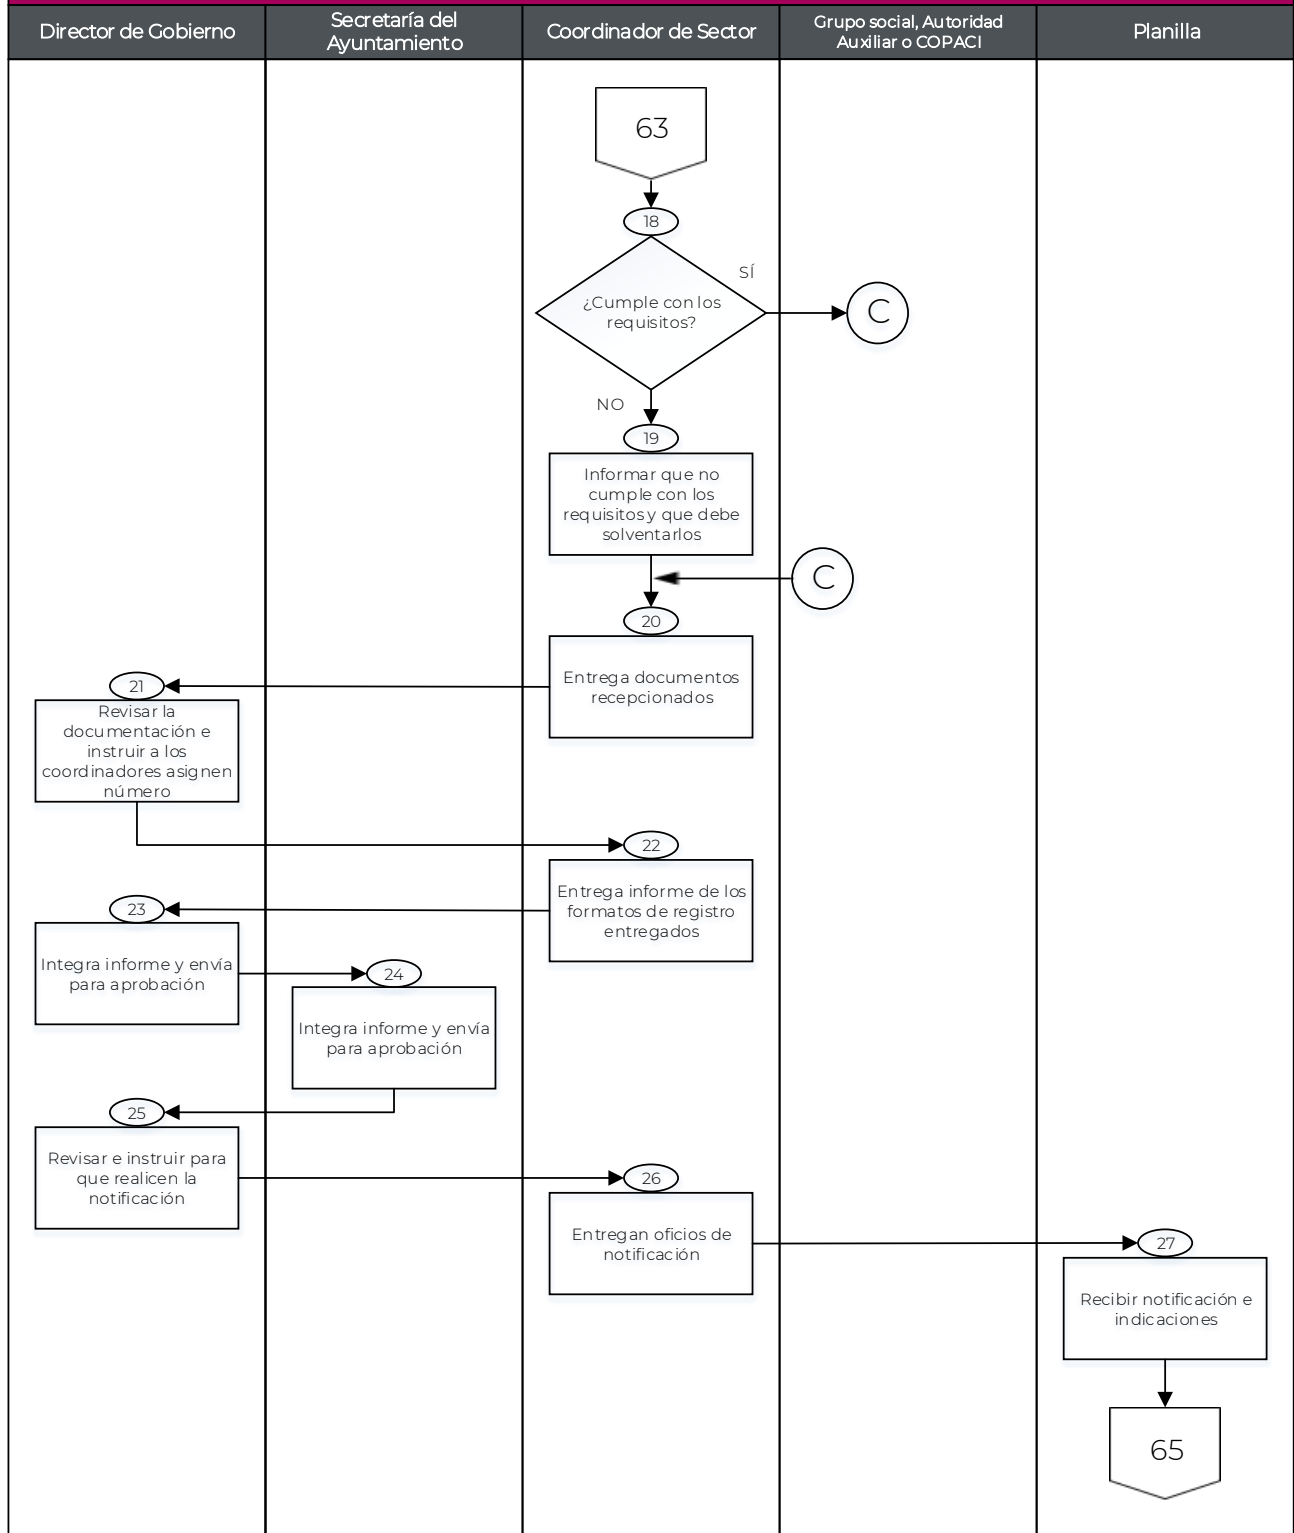 Director de Gobierno
Secretaría del
Ayuntamiento
Coordinador de Sector
Grupo social, Autoridad
Auxiliar o COPACI
Planilla
63
18
SÍ
¿Cumple con los
requisitos?
C
NO
19
Informar que no
cumple con los
requisitos y que debe
solventarlos
C
20
Entrega documentos
recepcionados
21
Revisar la
documentación e
instruir a los
coordinadores asignen
número
22
Entrega informe de los
formatos de registro
entregados
23
Integra informe y envía
para aprobación
24
Integra informe y envía
para aprobación
25
Revisar e instruir para
que realicen la
notificación
26
Entregan oficios de
notificación
27
Recibir notificación e
indicaciones
65